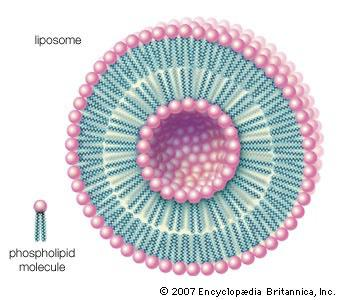 liposome
phospholipid
molecule
© 2007 Encyclopædia Britannica, Inc.